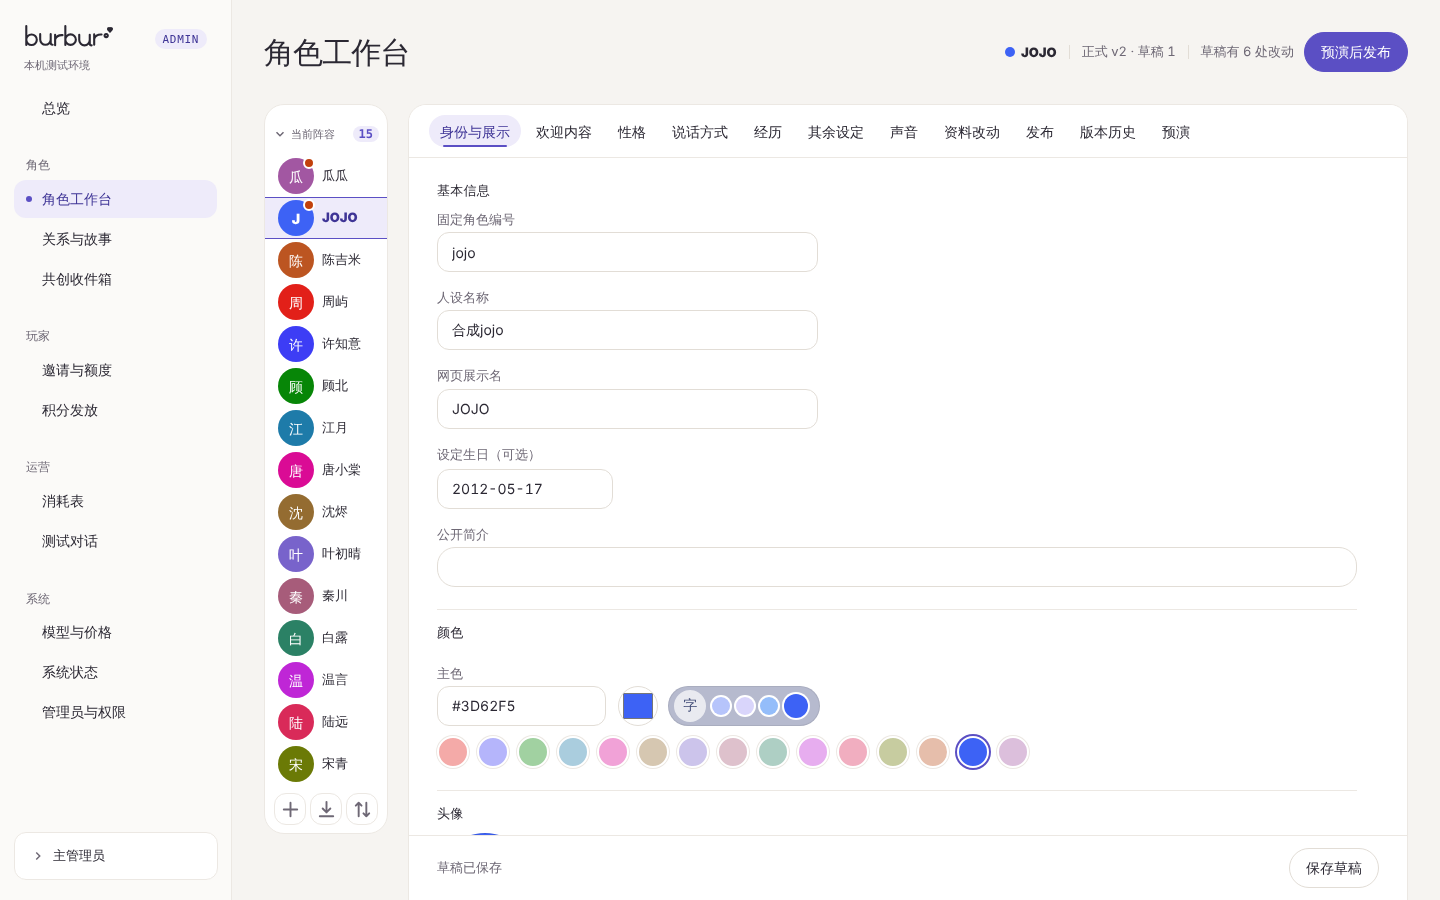 burbur
ADMIN
本机测试环境
总览
角色
角色工作台
关系与故事
共创收件箱
玩家
邀请与额度
积分发放
运营
消耗表
测试对话
系统
模型与价格
系统状态
管理员与权限
主管理员
角色工作台
JOJO
正式 v2 · 草稿 1
草稿有 6 处改动
预演后发布
当前阵容
15
瓜 瓜瓜
J JOJO
陈 陈吉米
周 周屿
许 许知意
顾 顾北
江 江月
唐 唐小棠
沈 沈烬
叶 叶初晴
秦 秦川
白 白露
温 温言
陆 陆远
宋 宋青
身份与展示 欢迎内容 性格 说话方式 经历 其余设定 声音 资料改动 发布 版本历史 预演
基本信息
固定角色编号
jojo
人设名称
合成jojo
网页展示名
JOJO
设定生日（可选）
2012-05-17
公开简介
颜色
主色
#3D62F5
字
头像
草稿已保存
保存草稿